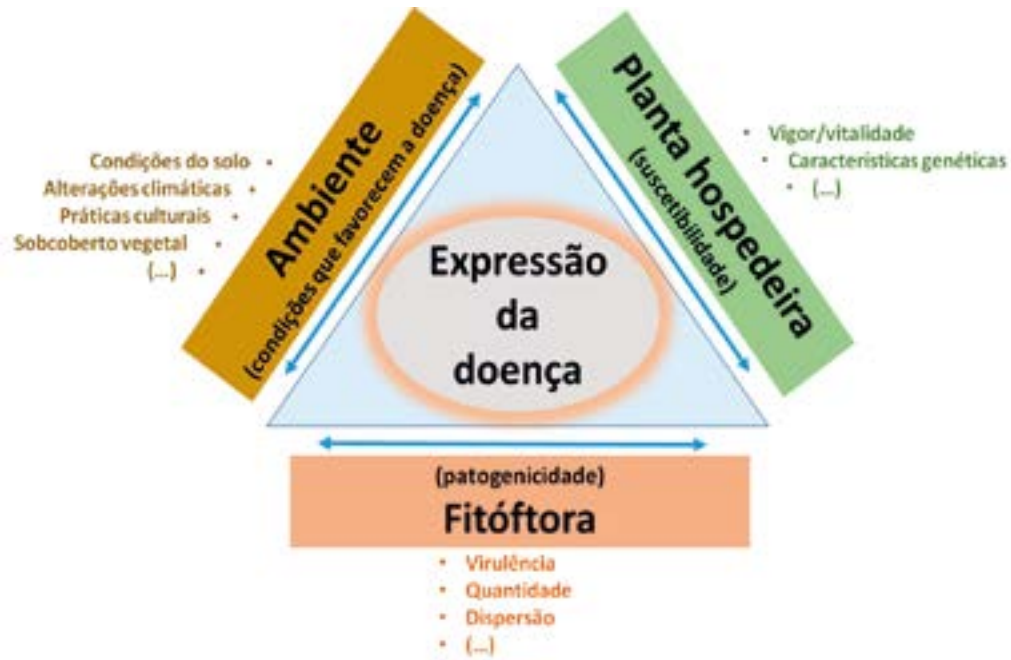 Ambiente
(condições que favorecem a doença)
Condições do solo •
Alterações climáticas •
Práticas culturais •
Sobcoberto vegetal •
(...) •
Planta hospedeira
(suscetibilidade)
• Vigor/vitalidade
• Características genéticas
• (...)
Expressão
da
doença
(patogenicidade)
Fitóftora
• Virulência
• Quantidade
• Dispersão
• (...)